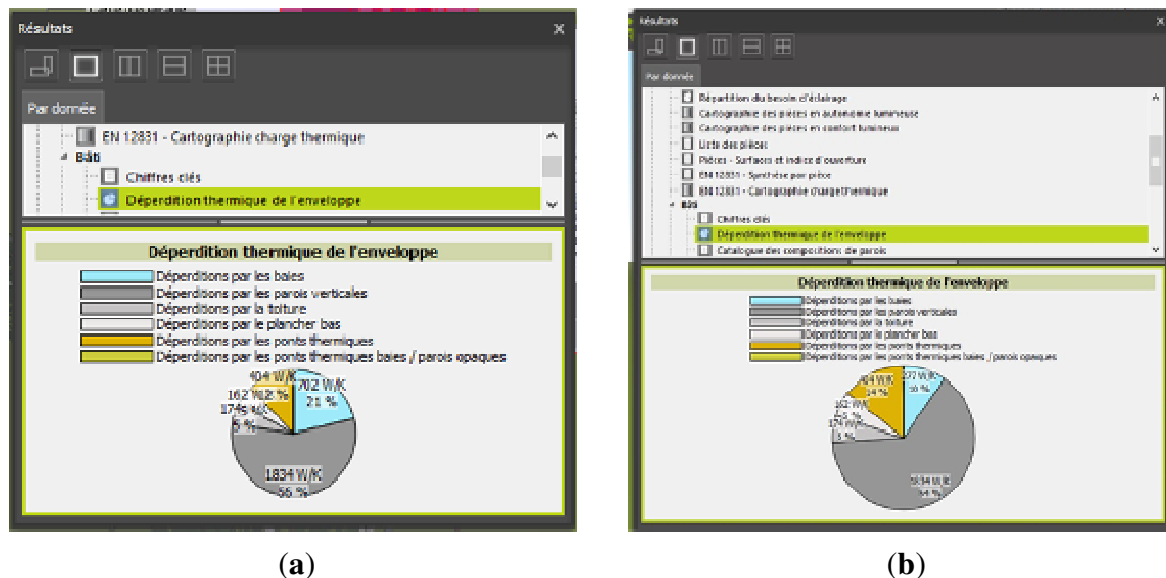 Résultats
Par donnée
EN 12831 - Cartographie charge thermique
Bâti
Chiffres clés
Déperdition thermique de l'enveloppe
Déperdition thermique de l'enveloppe
Déperditions par les baies
Déperditions par les parois verticales
Déperditions par la toiture
Déperditions par le plancher bas
Déperditions par les ponts thermiques
Déperditions par les ponts thermiques baies / parois opaques
404 W/K
702 W/K
21 %
162 W
174
5 %
1834 W/K
56 %
(a)
Résultats
Par donnée
Répartition du besoin d'éclairage
Cartographie des pièces en autonomie lumineuse
Cartographie des pièces en confort lumineux
Liste des pièces
Pièces - Surfaces et indice d'ouverture
EN 12831 - Synthèse par pièce
EN 12831 - Cartographie charge thermique
Bâti
Chiffres clés
Déperdition thermique de l'enveloppe
Catalogue des compositions de parois
Déperdition thermique de l'enveloppe
Déperditions par les baies
Déperditions par les parois verticales
Déperditions par la toiture
Déperditions par le plancher bas
Déperditions par les ponts thermiques
Déperditions par les ponts thermiques baies / parois opaques
404 W/K
14 %
277 W/K
10 %
162 W/K
174 W/K
1834 W/K
64 %
(b)